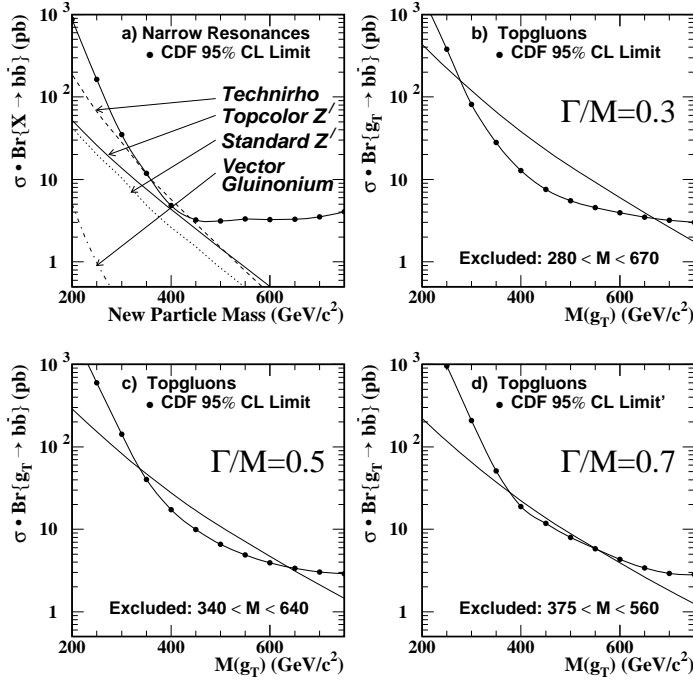 a) Narrow Resonances
● CDF 95% CL Limit
Technirho
Topcolor Z′
Standard Z′
Vector
Gluinonium
σ • Br{X → bb̄} (pb)
10³
10²
10
1
200 400 600
New Particle Mass (GeV/c²)
b) Topgluons
● CDF 95% CL Limit
Γ/M=0.3
Excluded: 280 < M < 670
σ • Br{g_T → bb̄} (pb)
10³
10²
10
1
200 400 600
M(g_T) (GeV/c²)
c) Topgluons
● CDF 95% CL Limit
Γ/M=0.5
Excluded: 340 < M < 640
σ • Br{g_T → bb̄} (pb)
10³
10²
10
1
200 400 600
M(g_T) (GeV/c²)
d) Topgluons
● CDF 95% CL Limit'
Γ/M=0.7
Excluded: 375 < M < 560
σ • Br{g_T → bb̄} (pb)
10³
10²
10
1
200 400 600
M(g_T) (GeV/c²)